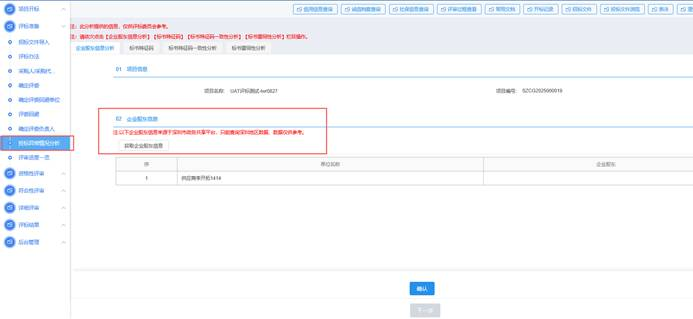 项目开标
信用信息查询
诚信档案查询
社保信息查询
评审过程查看
常用文档
开标记录
招标文件
投标文件浏览
表决
评标准备
注：此分析提供的信息，仅供评标委员参考。
注：请依次点击【企业股东信息分析】【标书特征码】【标书特征码一致性分析】【标书雷同性分析】栏目操作。
招标文件导入
企业股东信息分析
标书特征码
标书特征码一致性分析
标书雷同性分析
评标办法
采购人/采购代...
01 项目信息
确定评委
项目名称： UAT评标测试-lwr0827
项目编号： SZCG2025000019
确定评委回避单位
评委回避
02 企业股东信息
确定评委负责人
注:以下企业股东信息来源于深圳市政务共享平台，只能查询深圳地区数据，数据仅供参考。
投标异常情况分析
获取企业股东信息
评审进度一览
序
单位名称
企业股东
资格性评审
1
供应商李开拓1414
符合性评审
详细评审
评标结果
后台管理
确认
下一步